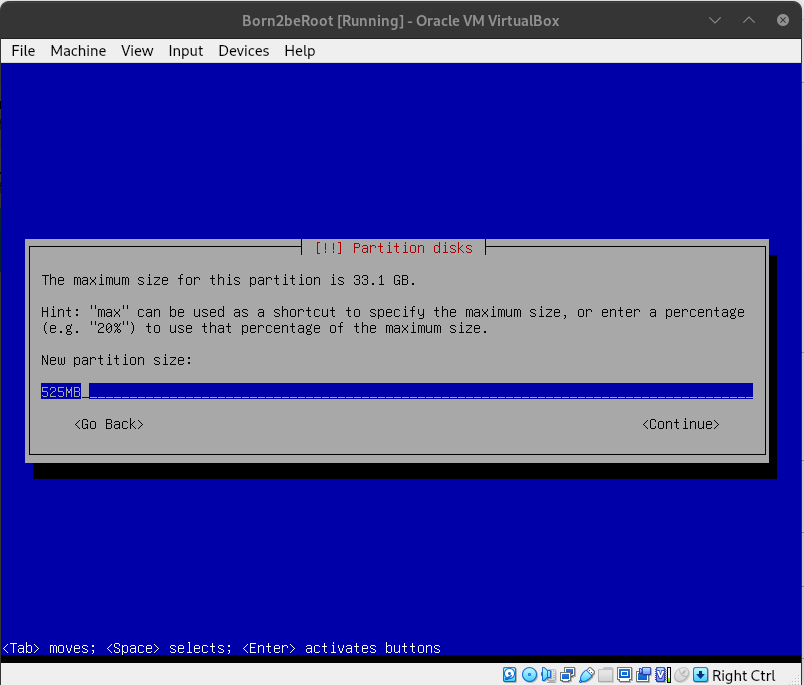 Born2beRoot [Running] - Oracle VM VirtualBox
File Machine View Input Devices Help
[!!] Partition disks
The maximum size for this partition is 33.1 GB.
Hint: "max" can be used as a shortcut to specify the maximum size, or enter a percentage
(e.g. "20%") to use that percentage of the maximum size.
New partition size:
525MB
<Go Back> <Continue>
<Tab> moves; <Space> selects; <Enter> activates buttons
Right Ctrl